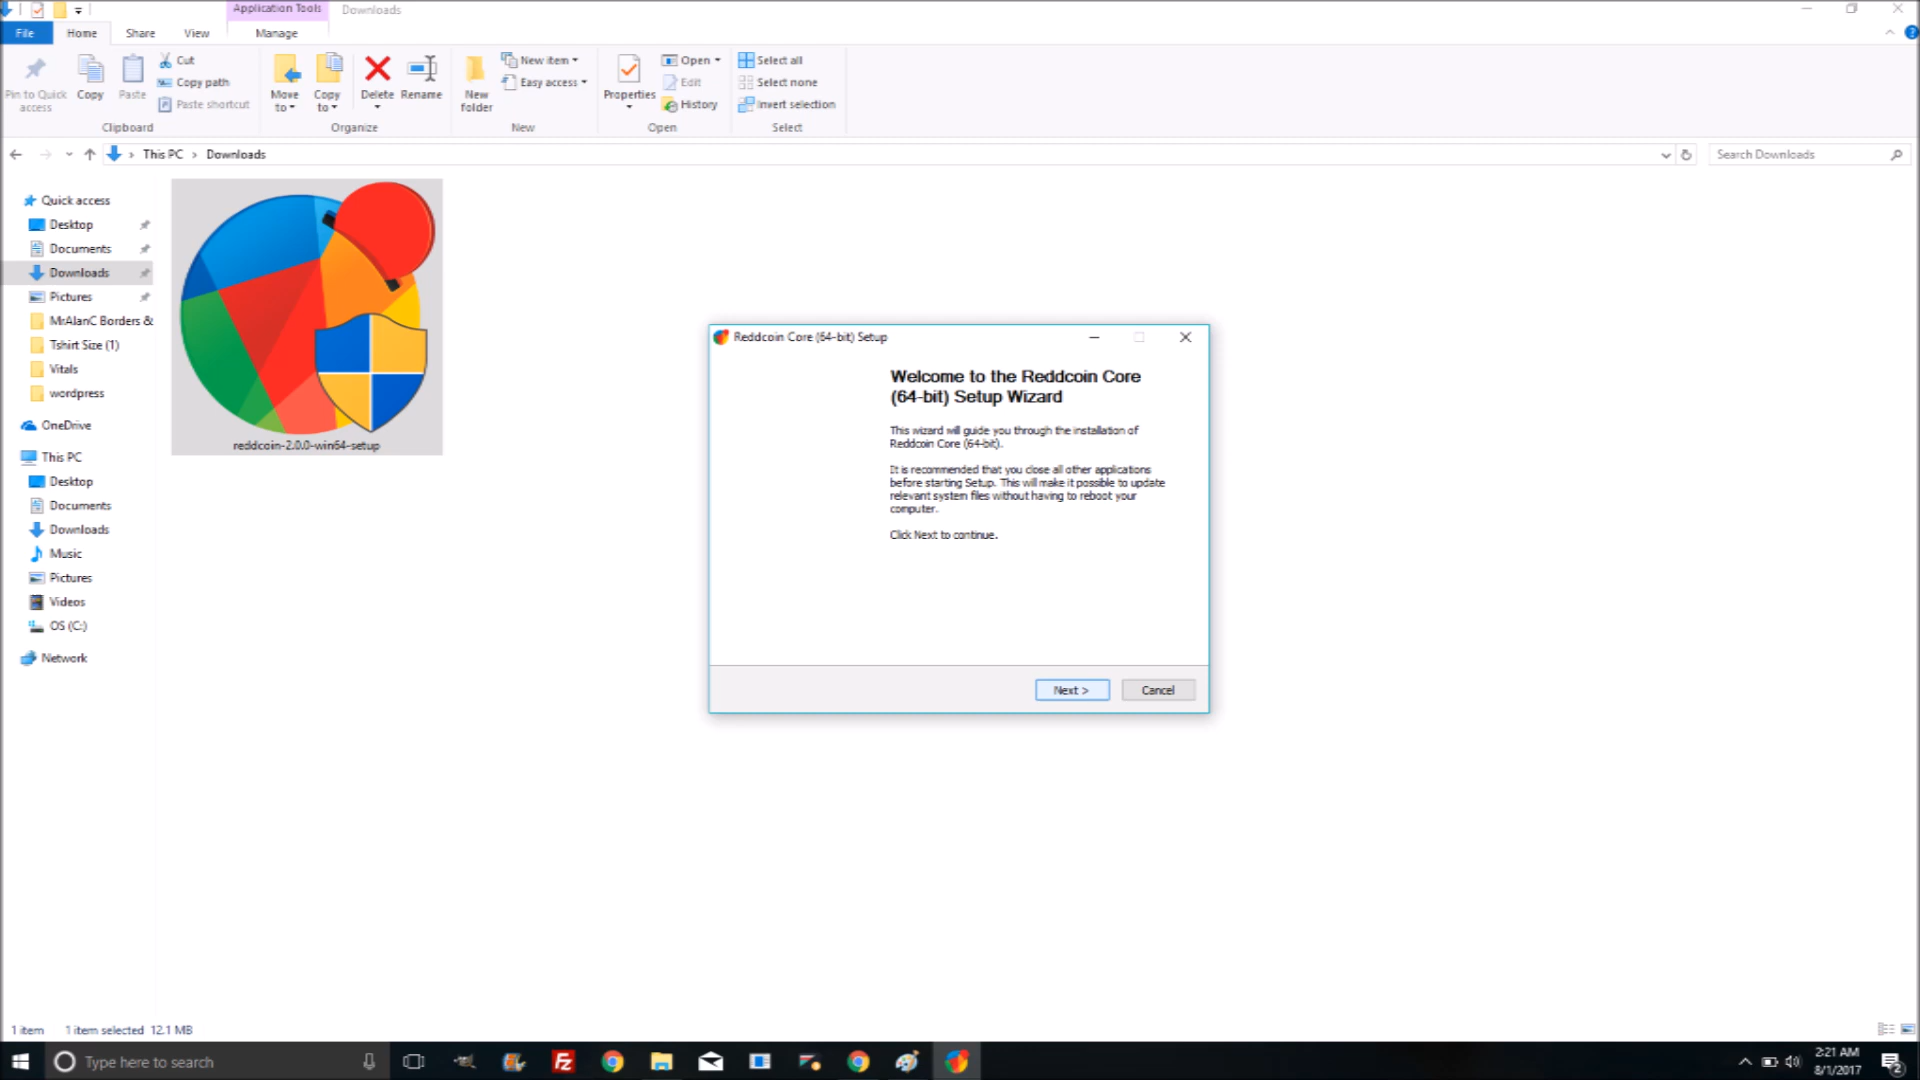 Application Tools
Downloads
File
Home
Share
View
Manage
Pin to Quick access
Copy
Paste
Cut
Copy path
Paste shortcut
Clipboard
Move to
Copy to
Delete
Rename
Organize
New folder
New item
Easy access
New
Properties
Open
Edit
History
Open
Select all
Select none
Invert selection
Select
This PC
Downloads
Search Downloads
Quick access
Desktop
Documents
Downloads
Pictures
MrAlanC Borders &
Tshirt Size (1)
Vitals
wordpress
OneDrive
This PC
Desktop
Documents
Downloads
Music
Pictures
Videos
OS (C:)
Network
reddcoin-2.0.0-win64-setup
Reddcoin Core (64-bit) Setup
Welcome to the Reddcoin Core
(64-bit) Setup Wizard
This wizard will guide you through the installation of
Reddcoin Core (64-bit).
It is recommended that you close all other applications
before starting Setup. This will make it possible to update
relevant system files without having to reboot your
computer.
Click Next to continue.
Next >
Cancel
1 item
1 item selected 12.1 MB
Type here to search
Fz
2:21 AM
8/1/2017
2